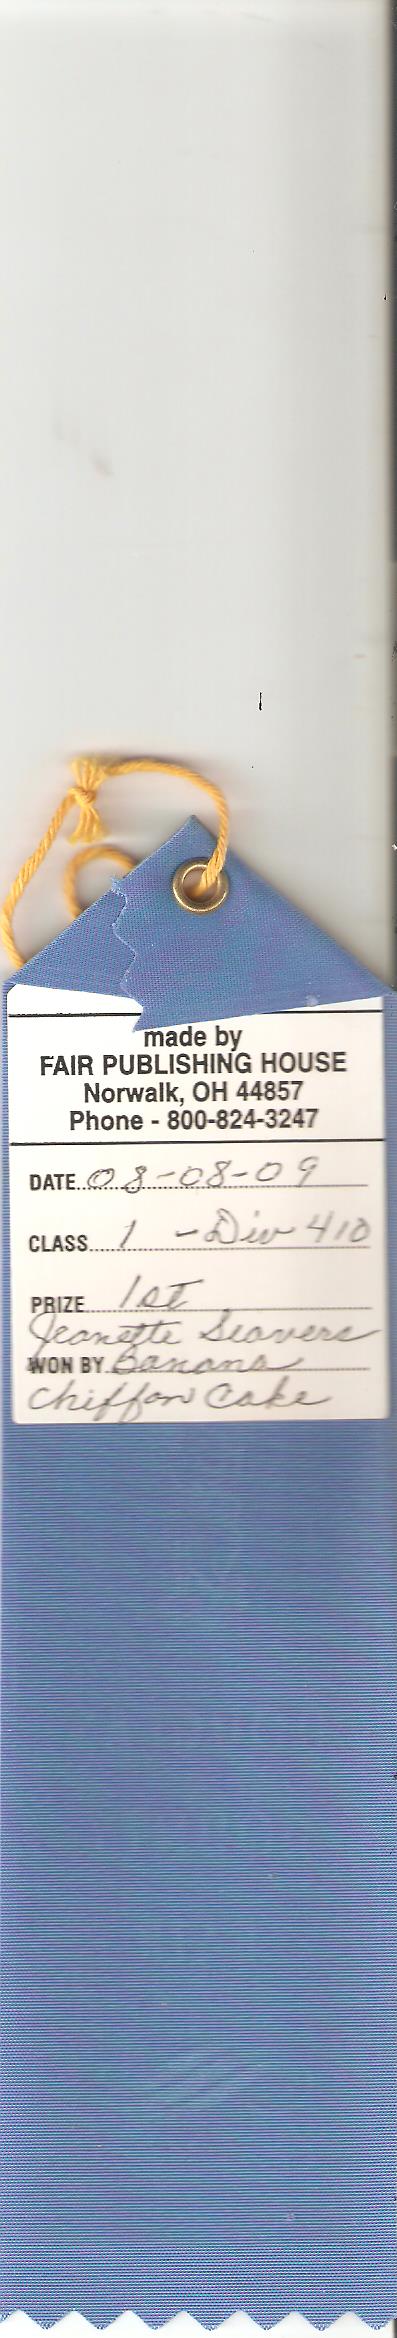 made by
FAIR PUBLISHING HOUSE
Norwalk, OH 44857
Phone - 800-824-3247
DATE 08-08-09
CLASS 1 - Div 410
PRIZE 1st
Jeanette Seavers
WON BY Banana
Chiffon Cake